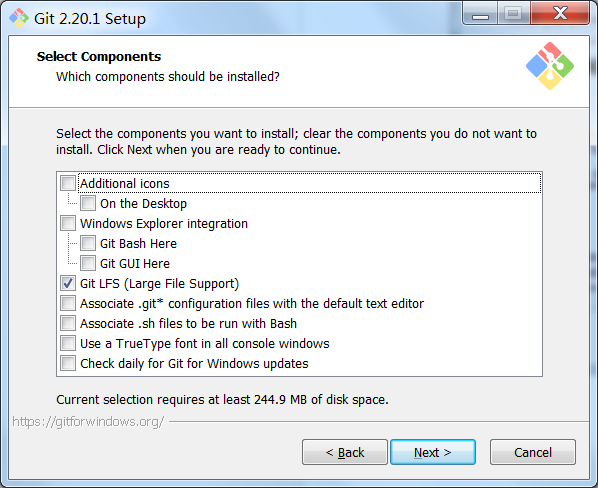 Git 2.20.1 Setup
Select Components
Which components should be installed?
Select the components you want to install; clear the components you do not want to
install. Click Next when you are ready to continue.
Additional icons
On the Desktop
Windows Explorer integration
Git Bash Here
Git GUI Here
Git LFS (Large File Support)
Associate .git* configuration files with the default text editor
Associate .sh files to be run with Bash
Use a TrueType font in all console windows
Check daily for Git for Windows updates
Current selection requires at least 244.9 MB of disk space.
https://gitforwindows.org/
< Back
Next >
Cancel